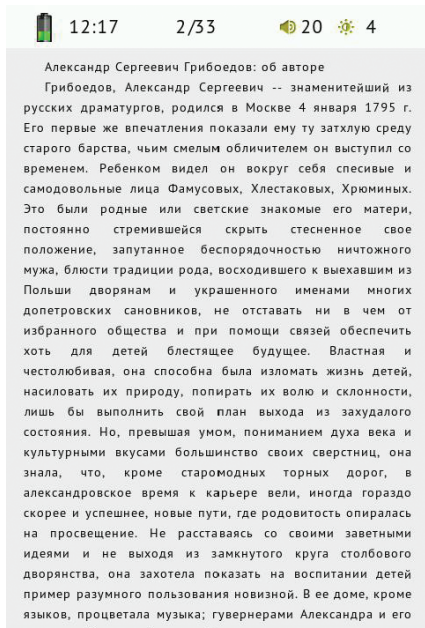 12:17 2/33 20 4
Александр Сергеевич Грибоедов: об авторе
Грибоедов, Александр Сергеевич -- знаменитейший из
русских драматургов, родился в Москве 4 января 1795 г.
Его первые же впечатления показали ему ту затхлую среду
старого барства, чьим смелым обличителем он выступил со
временем. Ребенком видел он вокруг себя спесивые и
самодовольные лица Фамусовых, Хлестаковых, Хрюминых.
Это были родные или светские знакомые его матери,
постоянно стремившейся скрыть стесненное свое
положение, запутанное беспорядочностью ничтожного
мужа, блюсти традиции рода, восходившего к выехавшим из
Польши дворянам и украшенного именами многих
допетровских сановников, не отставать ни в чем от
избранного общества и при помощи связей обеспечить
хоть для детей блестящее будущее. Властная и
честолюбивая, она способна была изломать жизнь детей,
насиловать их природу, попирать их волю и склонности,
лишь бы выполнить свой план выхода из захудалого
состояния. Но, превышая умом, пониманием духа века и
культурными вкусами большинство своих сверстниц, она
знала, что, кроме старомодных торных дорог, в
александровское время к карьере вели, иногда гораздо
скорее и успешнее, новые пути, где родовитость опиралась
на просвещение. Не расставаясь со своими заветными
идеями и не выходя из замкнутого круга столбового
дворянства, она захотела показать на воспитании детей
пример разумного пользования новизной. В ее доме, кроме
языков, процветала музыка; гувернерами Александра и его